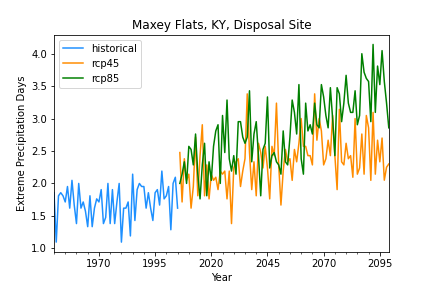 Maxey Flats, KY, Disposal Site
historical
rcp45
rcp85
Extreme Precipitation Days
4.0
3.5
3.0
2.5
2.0
1.5
1.0
1970
1995
2020
2045
2070
2095
Year